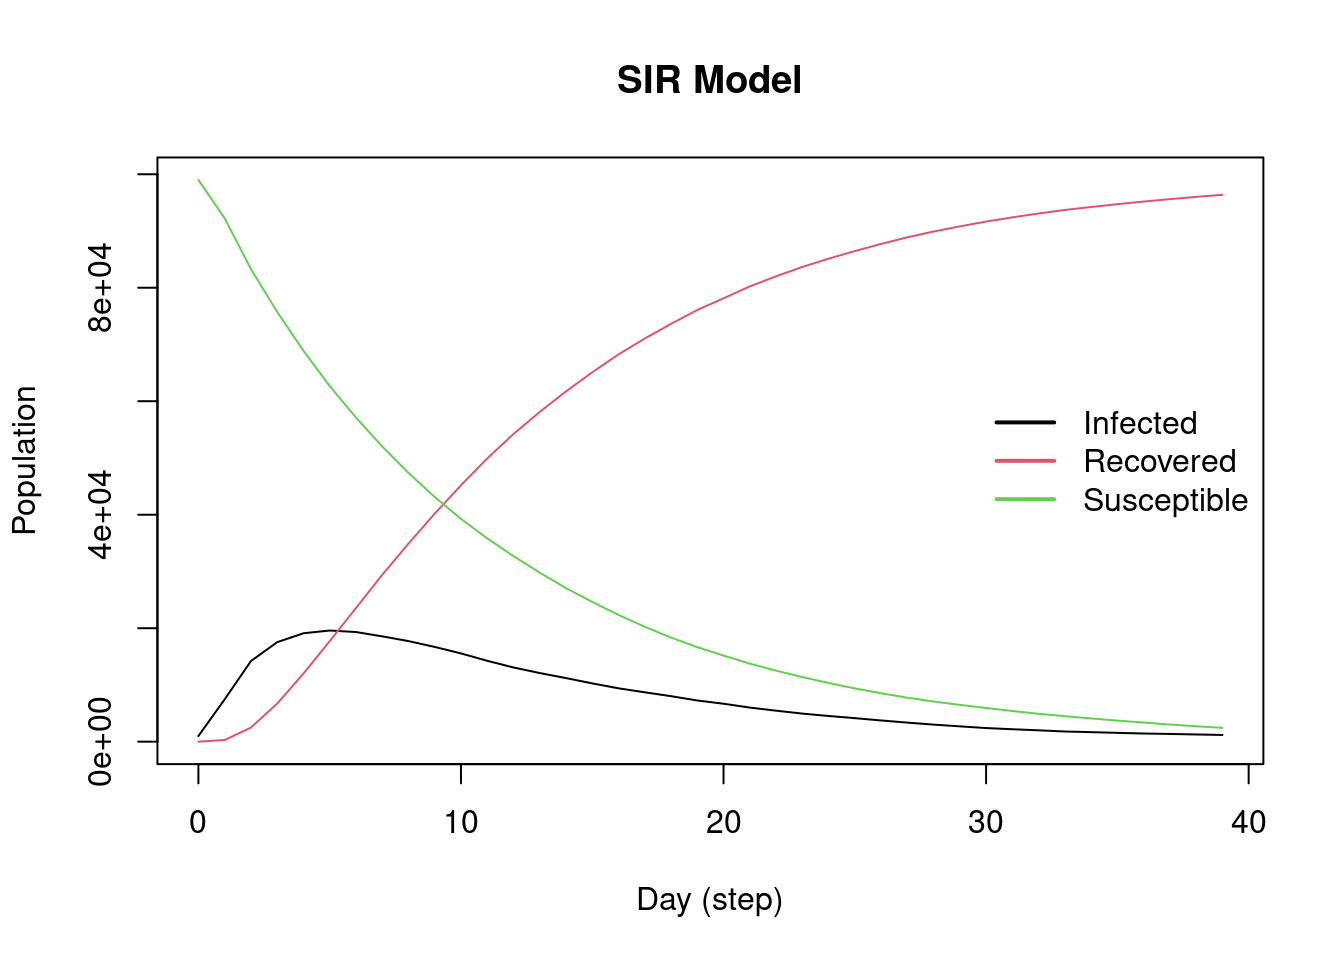 SIR Model
Population
0e+00
4e+04
8e+04
Infected
Recovered
Susceptible
0 10 20 30 40
Day (step)